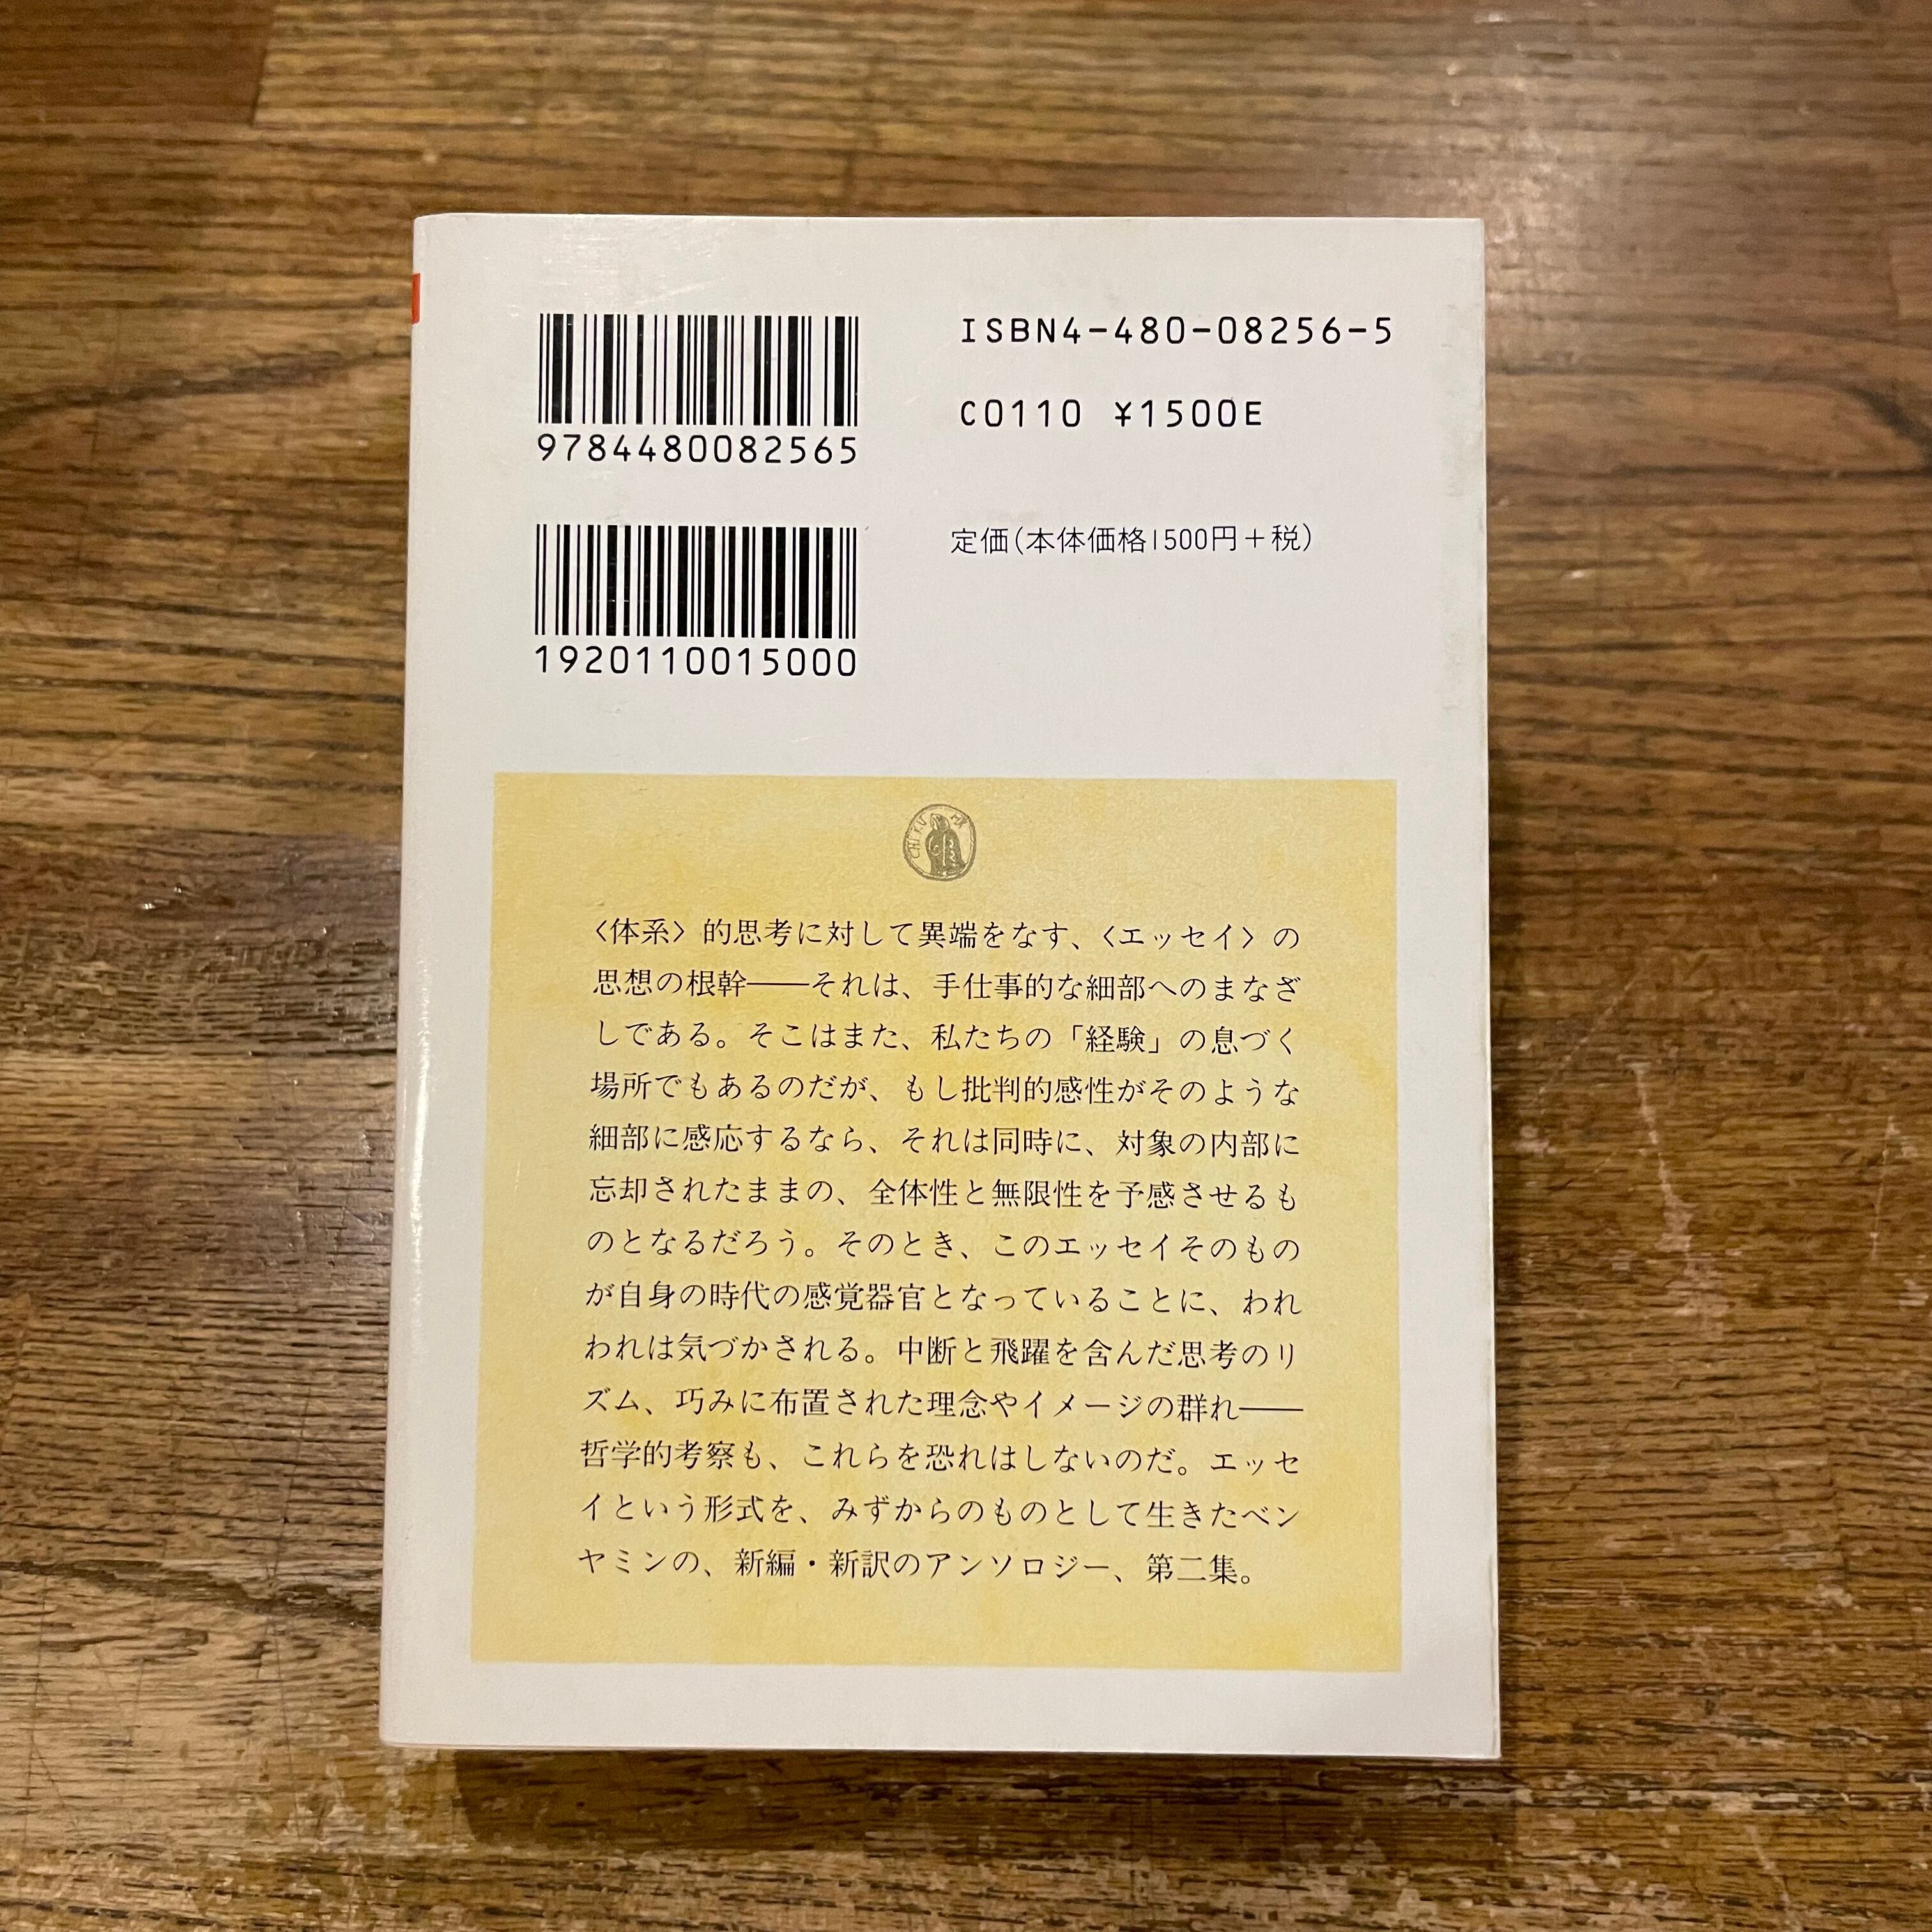 ISBN4-480-08256-5
C0110 ¥1500E
9784480082565
定価(本体価格1500円+税)
1920110015000
CHIKUMA
〈体系〉的思考に対して異端をなす、〈エッセイ〉の
思想の根幹――それは、手仕事的な細部へのまなざ
しである。そこはまた、私たちの「経験」の息づく
場所でもあるのだが、もし批判的感性がそのような
細部に感応するなら、それは同時に、対象の内部に
忘却されたままの、全体性と無限性を予感させるも
のとなるだろう。そのとき、このエッセイそのもの
が自身の時代の感覚器官となっていることに、われ
われは気づかされる。中断と飛躍を含んだ思考のリ
ズム、巧みに布置された理念やイメージの群れ――
哲学的考察も、これらを恐れはしないのだ。エッセ
イという形式を、みずからのものとして生きたベン
ヤミンの、新編・新訳のアンソロジー、第二集。